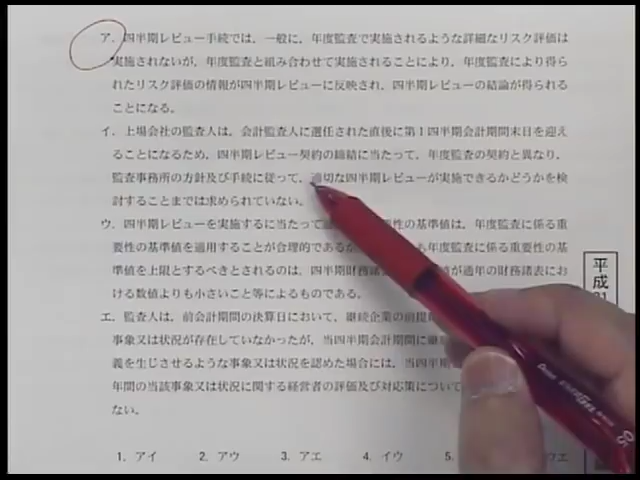 ア．四半期レビュー手続では，一般に，年度監査で実施されるような詳細なリスク評価は
実施されないが，年度監査と組み合わせて実施されることにより，年度監査により得ら
れたリスク評価の情報が四半期レビューに反映され，四半期レビューの結論が得られる
ことになる。
イ．上場会社の監査人は，会計監査人に選任された直後に第1四半期会計期間末日を迎え
ることになるため，四半期レビュー契約の締結に当たって，年度監査の契約と異なり，
監査事務所の方針及び手続に従って，適切な四半期レビューが実施できるかどうかを検
討することまでは求められていない。
ウ．四半期レビューを実施するに当たって 要性の基準値は，年度監査に係る重
要性の基準値を適用することが合理的である も年度監査に係る重要性の基
準値を上限とするべきとされるのは，四半期財務諸 値が通年の財務諸表にお
ける数値よりも小さいこと等によるものである。
エ．監査人は，前会計期間の決算日において，継続企業の前提
事象又は状況が存在していなかったが，当四半期会計期間に継続
義を生じさせるような事象又は状況を認めた場合には，当四半期
年間の当該事象又は状況に関する経営者の評価及び対応策について
ない。
平成
1．アイ 2．アウ 3．アエ 4．イウ 5． ウエ